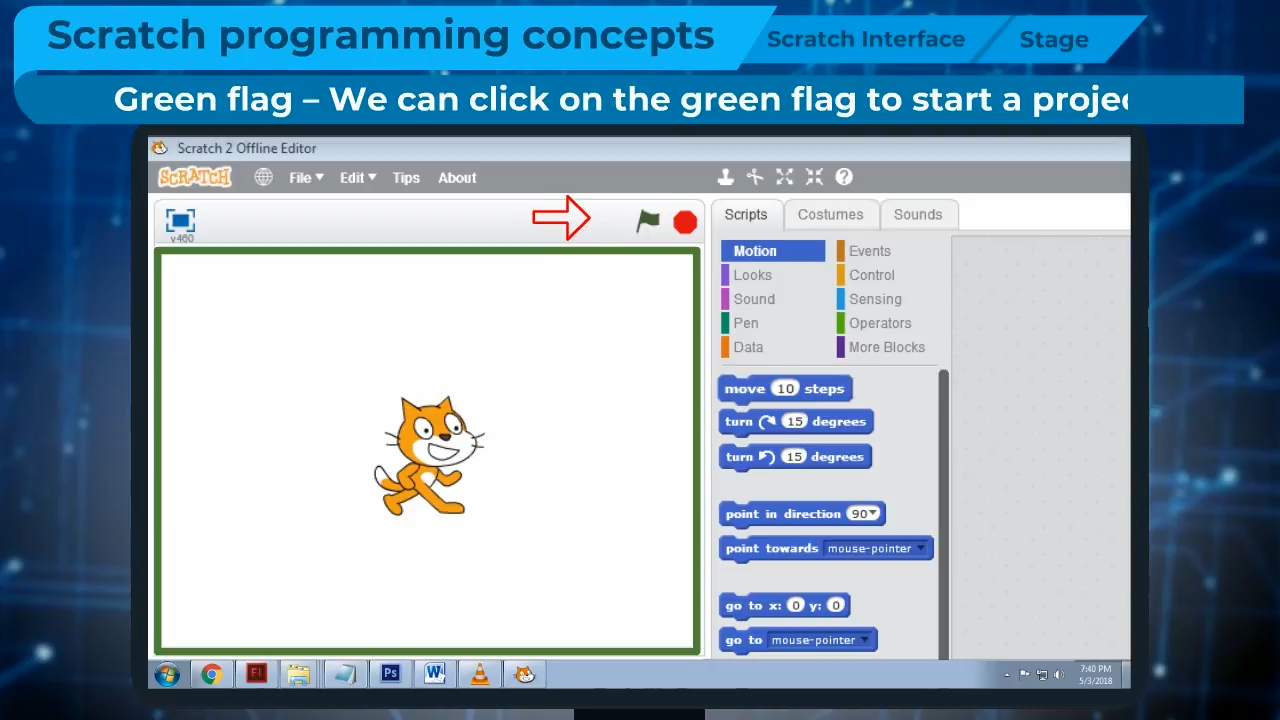 Scratch programming concepts
Scratch Interface
Stage
Green flag – We can click on the green flag to start a projec
Scratch 2 Offline Editor
SCRATCH
File
Edit
Tips
About
v460
Scripts
Costumes
Sounds
Motion
Events
Looks
Control
Sound
Sensing
Pen
Operators
Data
More Blocks
move 10 steps
turn 15 degrees
turn 15 degrees
point in direction 90
point towards mouse-pointer
go to x: 0 y: 0
go to mouse-pointer
Fl
Ps
W
7:40 PM
5/3/2018